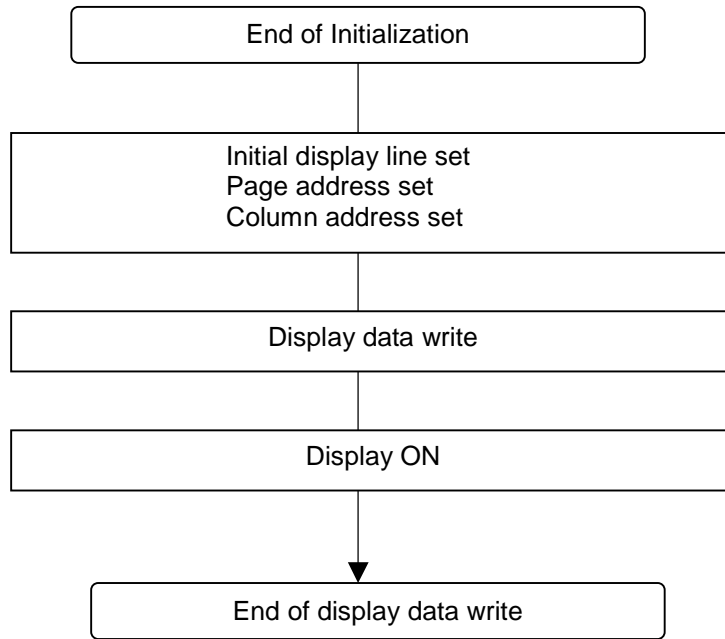 End of Initialization
Initial display line set
Page address set
Column address set
Display data write
Display ON
End of display data write